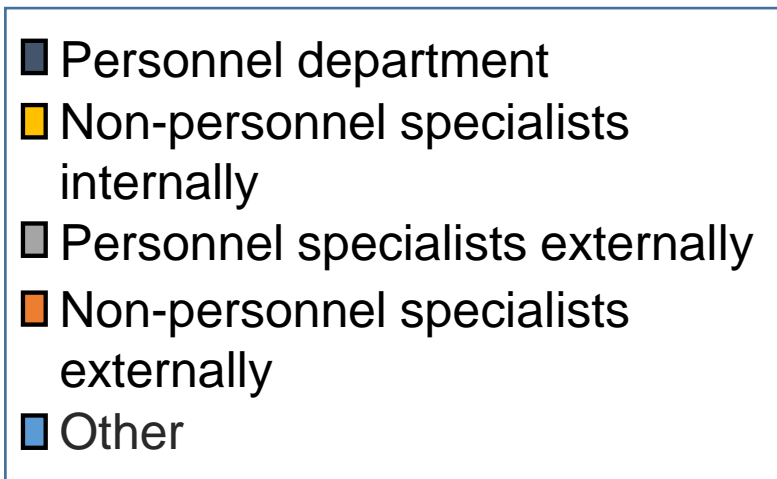 Personnel department
Non-personnel specialists
internally
Personnel specialists externally
Non-personnel specialists
externally
Other